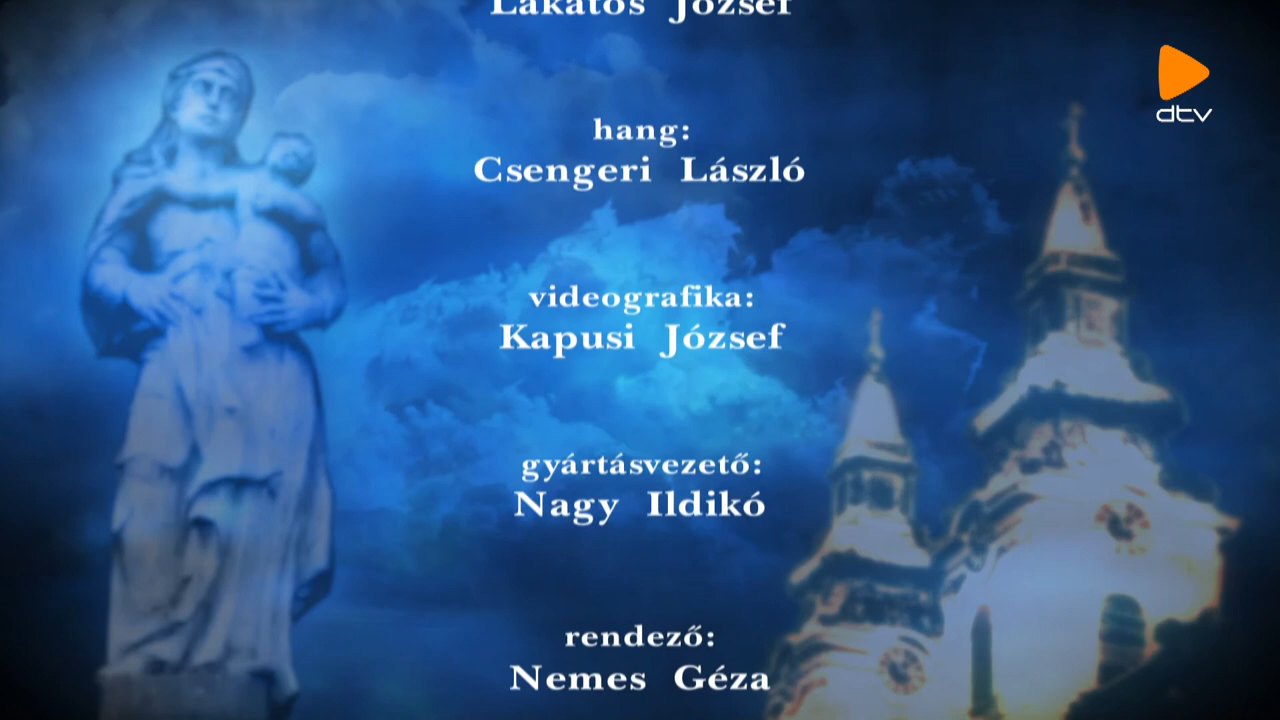 Lakatos József
dtv
hang:
Csengeri László
videografika:
Kapusi József
gyártásvezető:
Nagy Ildikó
rendező:
Nemes Géza